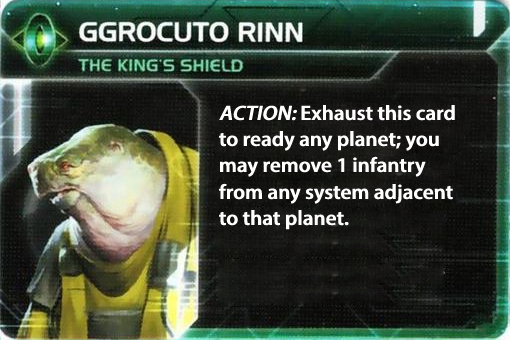 GGROCUTO RINN
THE KING'S SHIELD
ACTION: Exhaust this card
to ready any planet; you
may remove 1 infantry
from any system adjacent
to that planet.